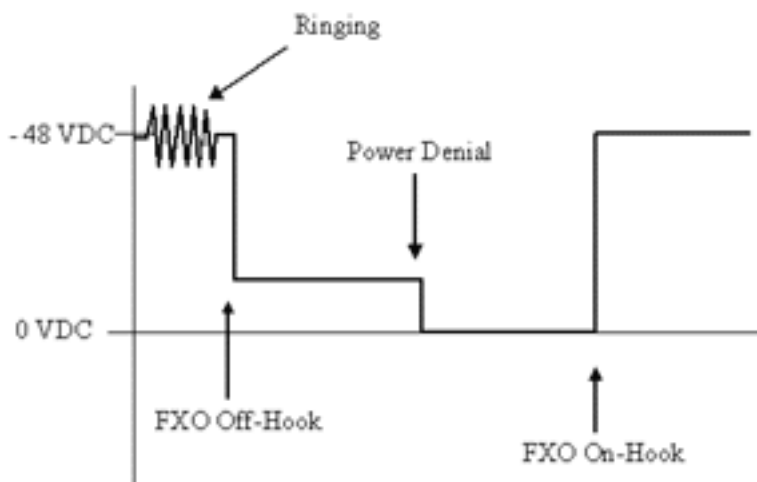 Ringing
- 48 VDC
Power Denial
0 VDC
FXO Off-Hook
FXO On-Hook